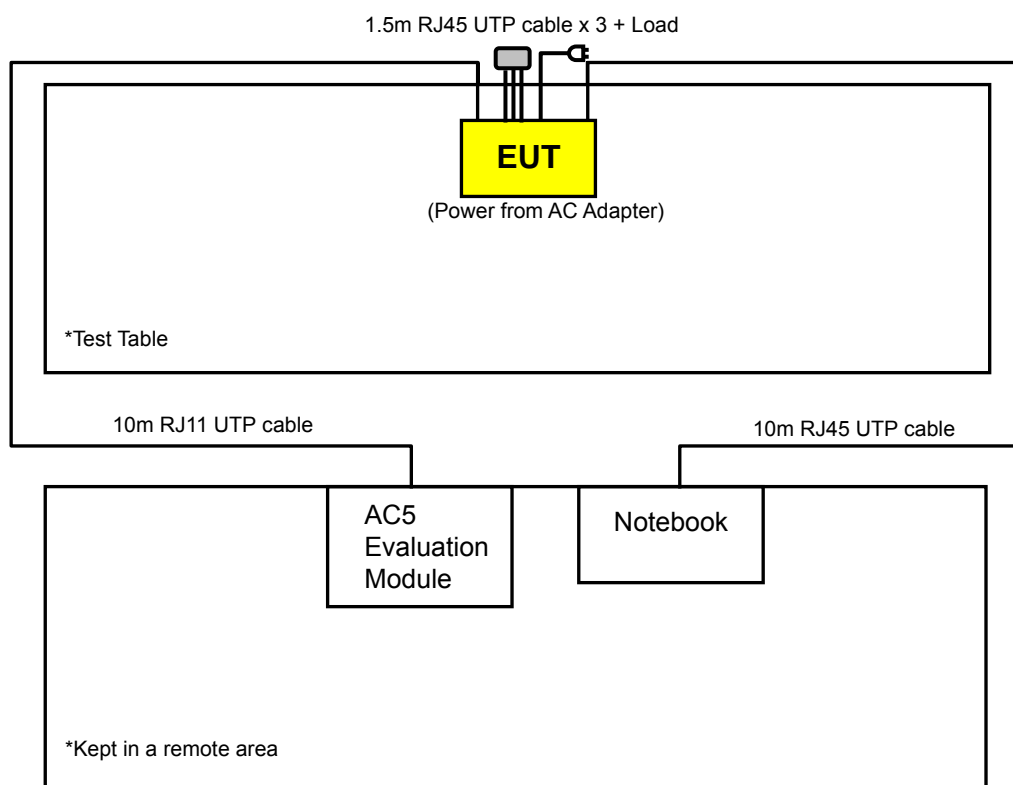 1.5m RJ45 UTP cable x 3 + Load
EUT
(Power from AC Adapter)
*Test Table
10m RJ11 UTP cable
10m RJ45 UTP cable
AC5
Evaluation
Module
Notebook
*Kept in a remote area